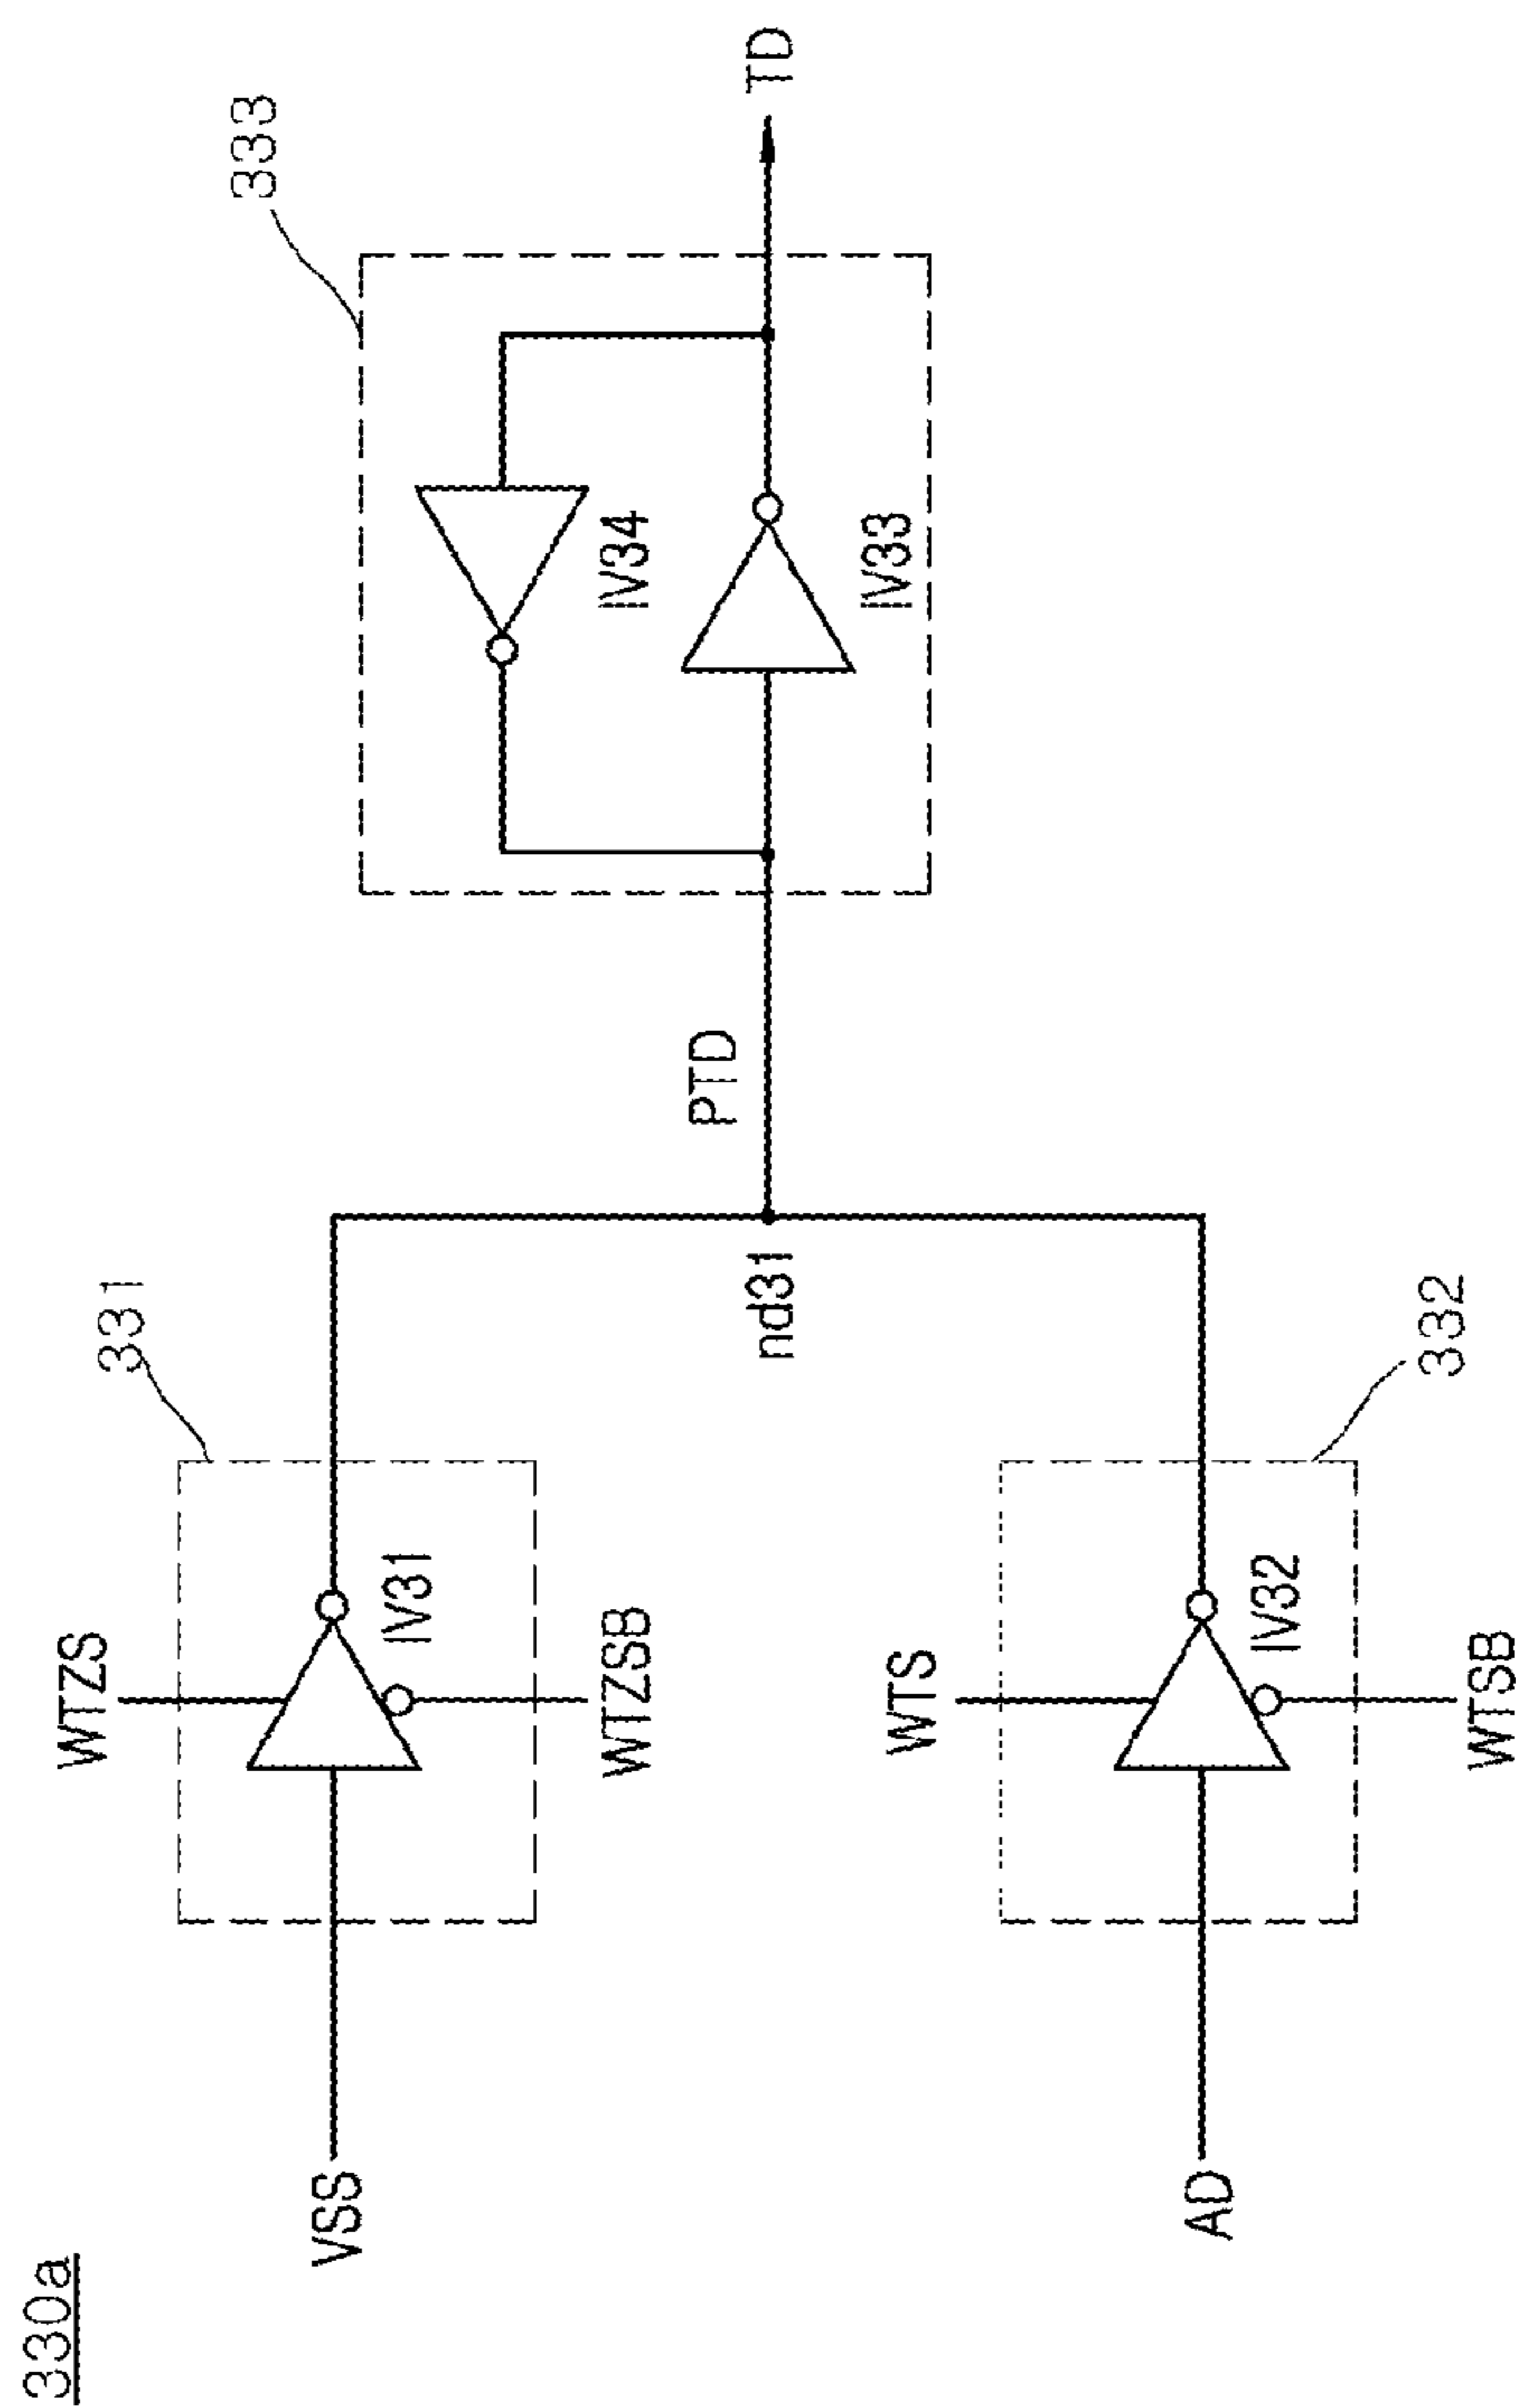 330a
333
TD
331
WTZS
IV34
IV31
PTD
IV33
VSS
WTZSB
nd31
WTS
332
IV32
AD
WTSB